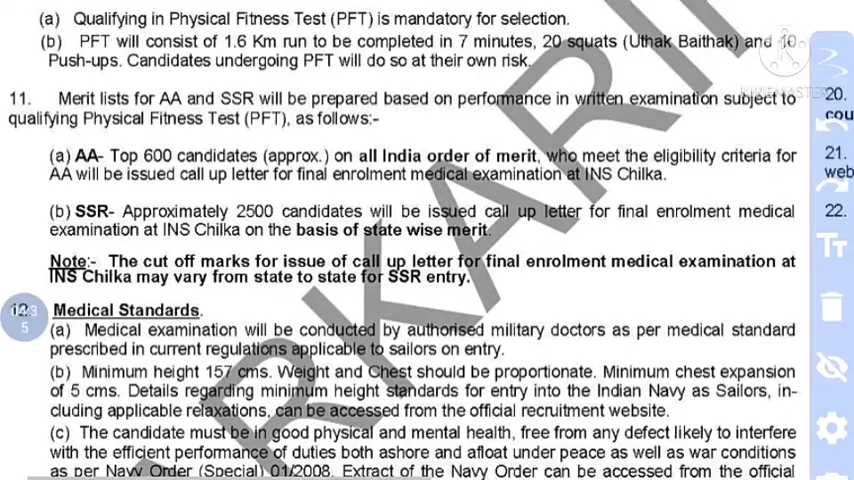 (a) Qualifying in Physical Fitness Test (PFT) is mandatory for selection.
(b) PFT will consist of 1.6 Km run to be completed in 7 minutes, 20 squats (Uthak Baithak) and 10
Push-ups. Candidates undergoing PFT will do so at their own risk.
KINEMASTER
11. Merit lists for AA and SSR will be prepared based on performance in written examination subject to
qualifying Physical Fitness Test (PFT), as follows:-
(a) AA- Top 600 candidates (approx.) on all India order of merit, who meet the eligibility criteria for
AA will be issued call up letter for final enrolment medical examination at INS Chilka.
(b) SSR- Approximately 2500 candidates will be issued call up letter for final enrolment medical
examination at INS Chilka on the basis of state wise merit.
Note:- The cut off marks for issue of call up letter for final enrolment medical examination at
INS Chilka may vary from state to state for SSR entry.
12. Medical Standards.
(a) Medical examination will be conducted by authorised military doctors as per medical standard
prescribed in current regulations applicable to sailors on entry.
(b) Minimum height 157 cms. Weight and Chest should be proportionate. Minimum chest expansion
of 5 cms. Details regarding minimum height standards for entry into the Indian Navy as Sailors, in-
cluding applicable relaxations, can be accessed from the official recruitment website.
(c) The candidate must be in good physical and mental health, free from any defect likely to interfere
with the efficient performance of duties both ashore and afloat under peace as well as war conditions
as per Navy Order (Special) 01/2008. Extract of the Navy Order can be accessed from the official
20.
cou
21.
web
22.
Tт